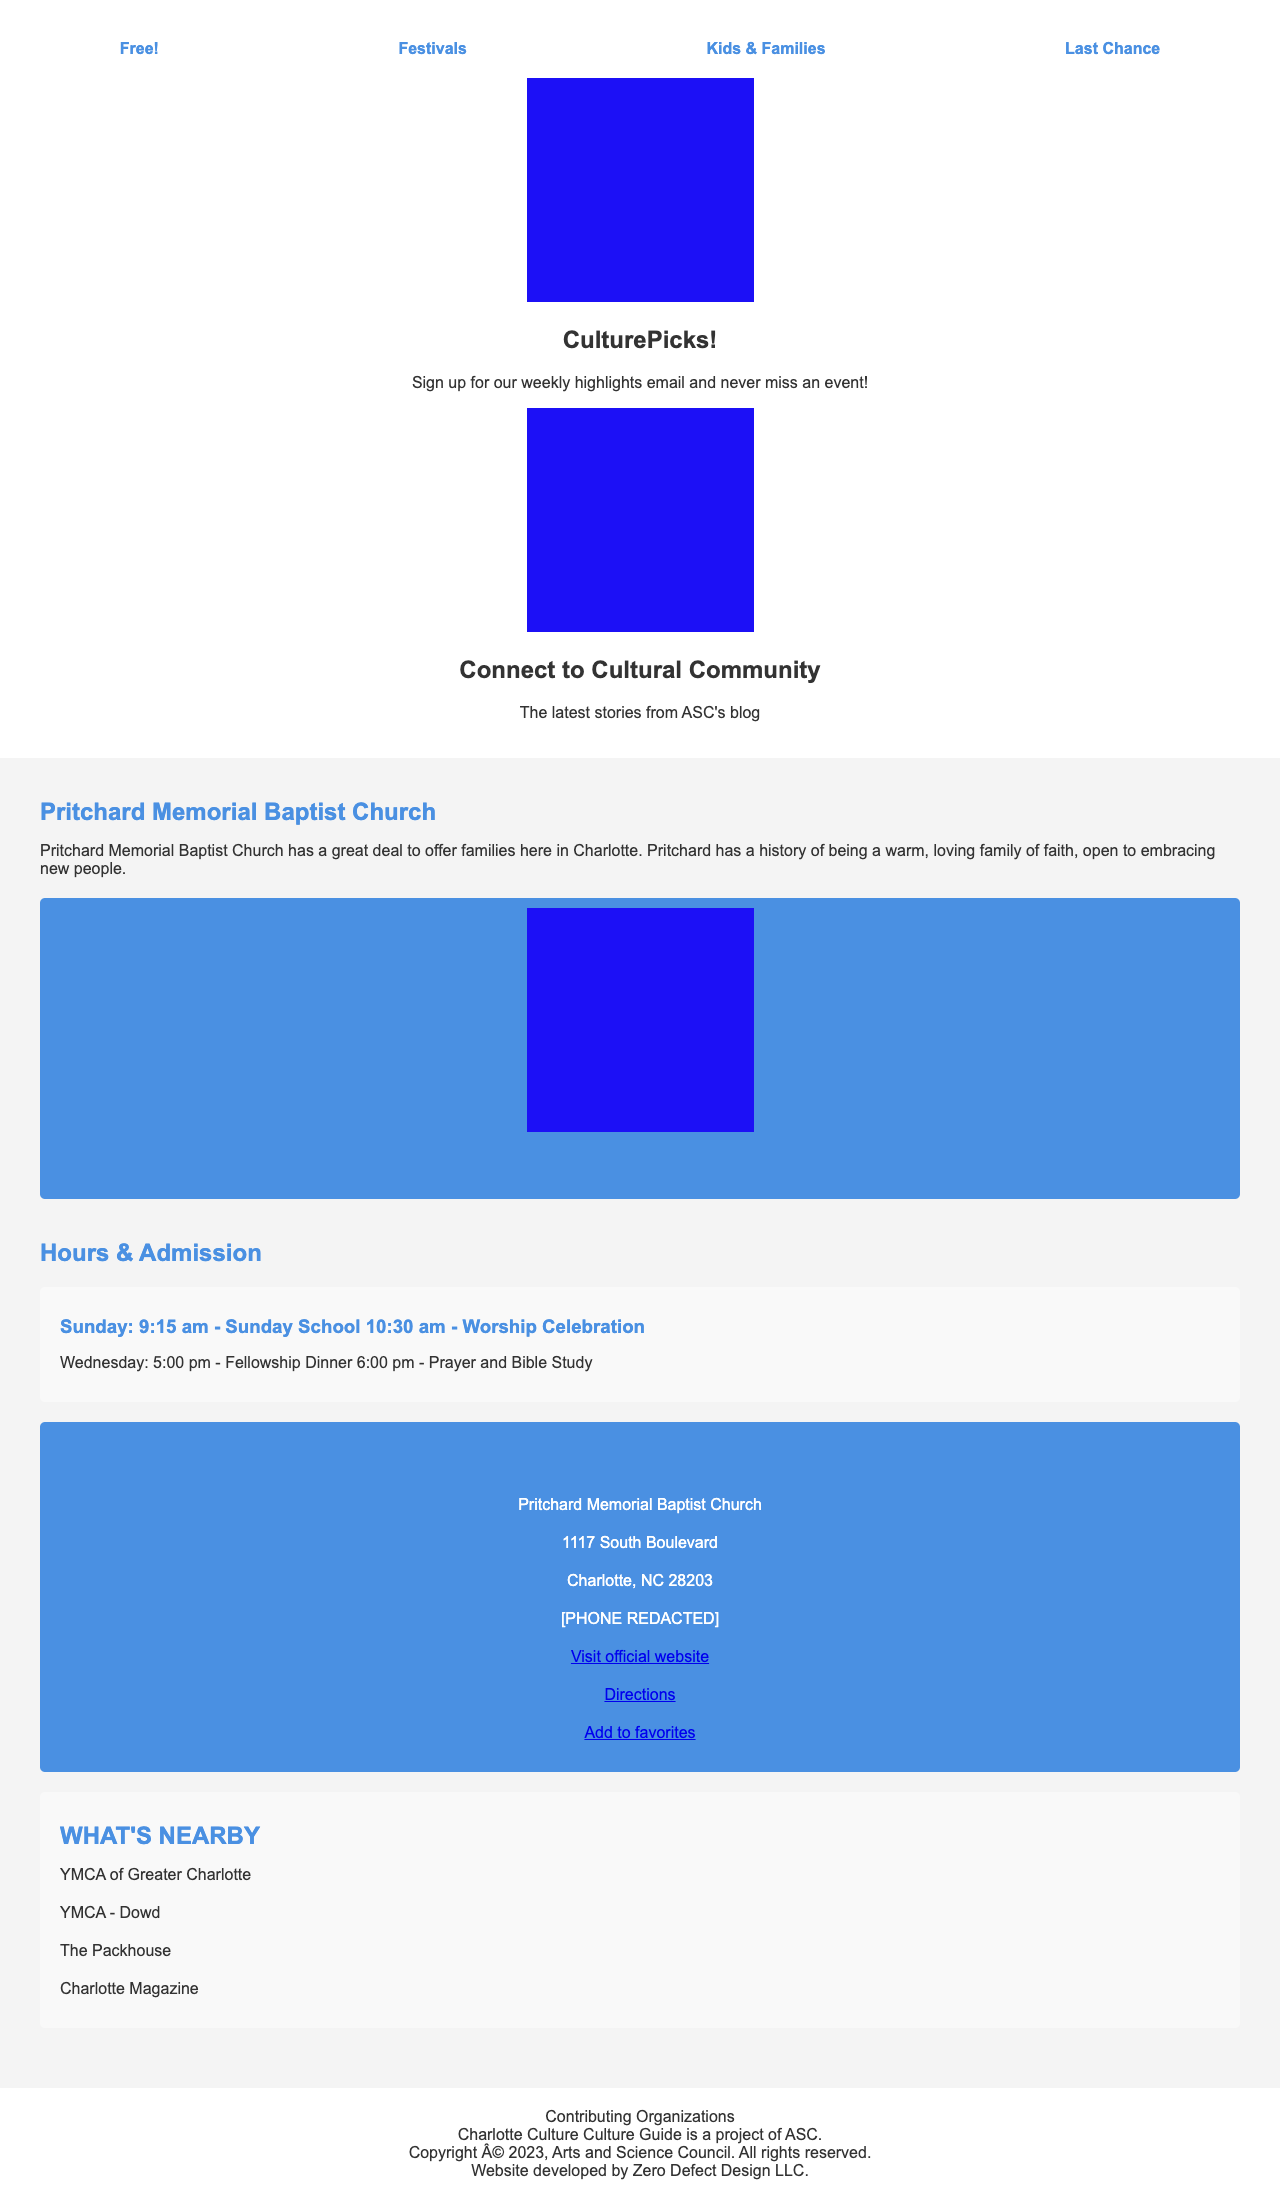 Free! Festivals Kids & Families Last Chance
CulturePicks!
Sign up for our weekly highlights email and never miss an event!
Connect to Cultural Community
The latest stories from ASC's blog
Pritchard Memorial Baptist Church
Pritchard Memorial Baptist Church has a great deal to offer families here in Charlotte. Pritchard has a history of being a warm, loving family of faith, open to embracing
new people.
Hours & Admission
Sunday: 9:15 am - Sunday School 10:30 am - Worship Celebration
Wednesday: 5:00 pm - Fellowship Dinner 6:00 pm - Prayer and Bible Study
Pritchard Memorial Baptist Church
1117 South Boulevard
Charlotte, NC 28203
[PHONE REDACTED]
Visit official website
Directions
Add to favorites
WHAT'S NEARBY
YMCA of Greater Charlotte
YMCA - Dowd
The Packhouse
Charlotte Magazine
Contributing Organizations
Charlotte Culture Culture Guide is a project of ASC.
Copyright Â© 2023, Arts and Science Council. All rights reserved.
Website developed by Zero Defect Design LLC.